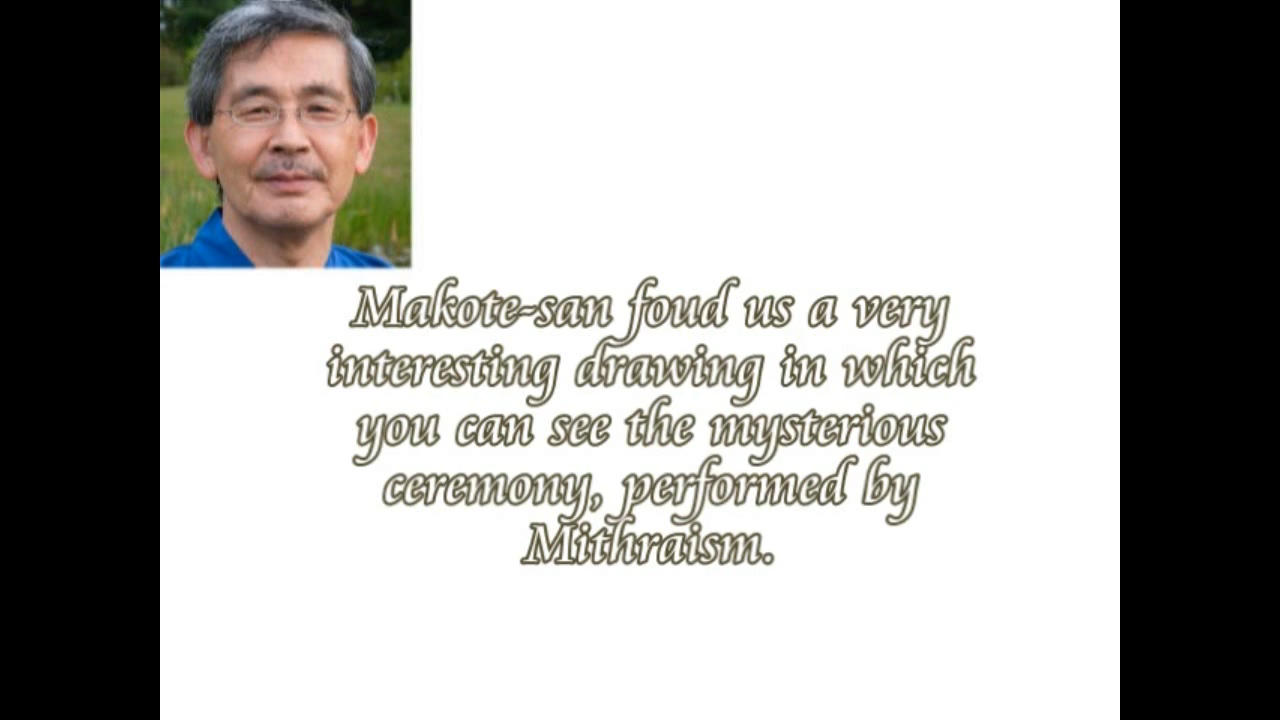 Makote-san foud us a very
interesting drawing in which
you can see the mysterious
ceremony, performed by
Mithraism.